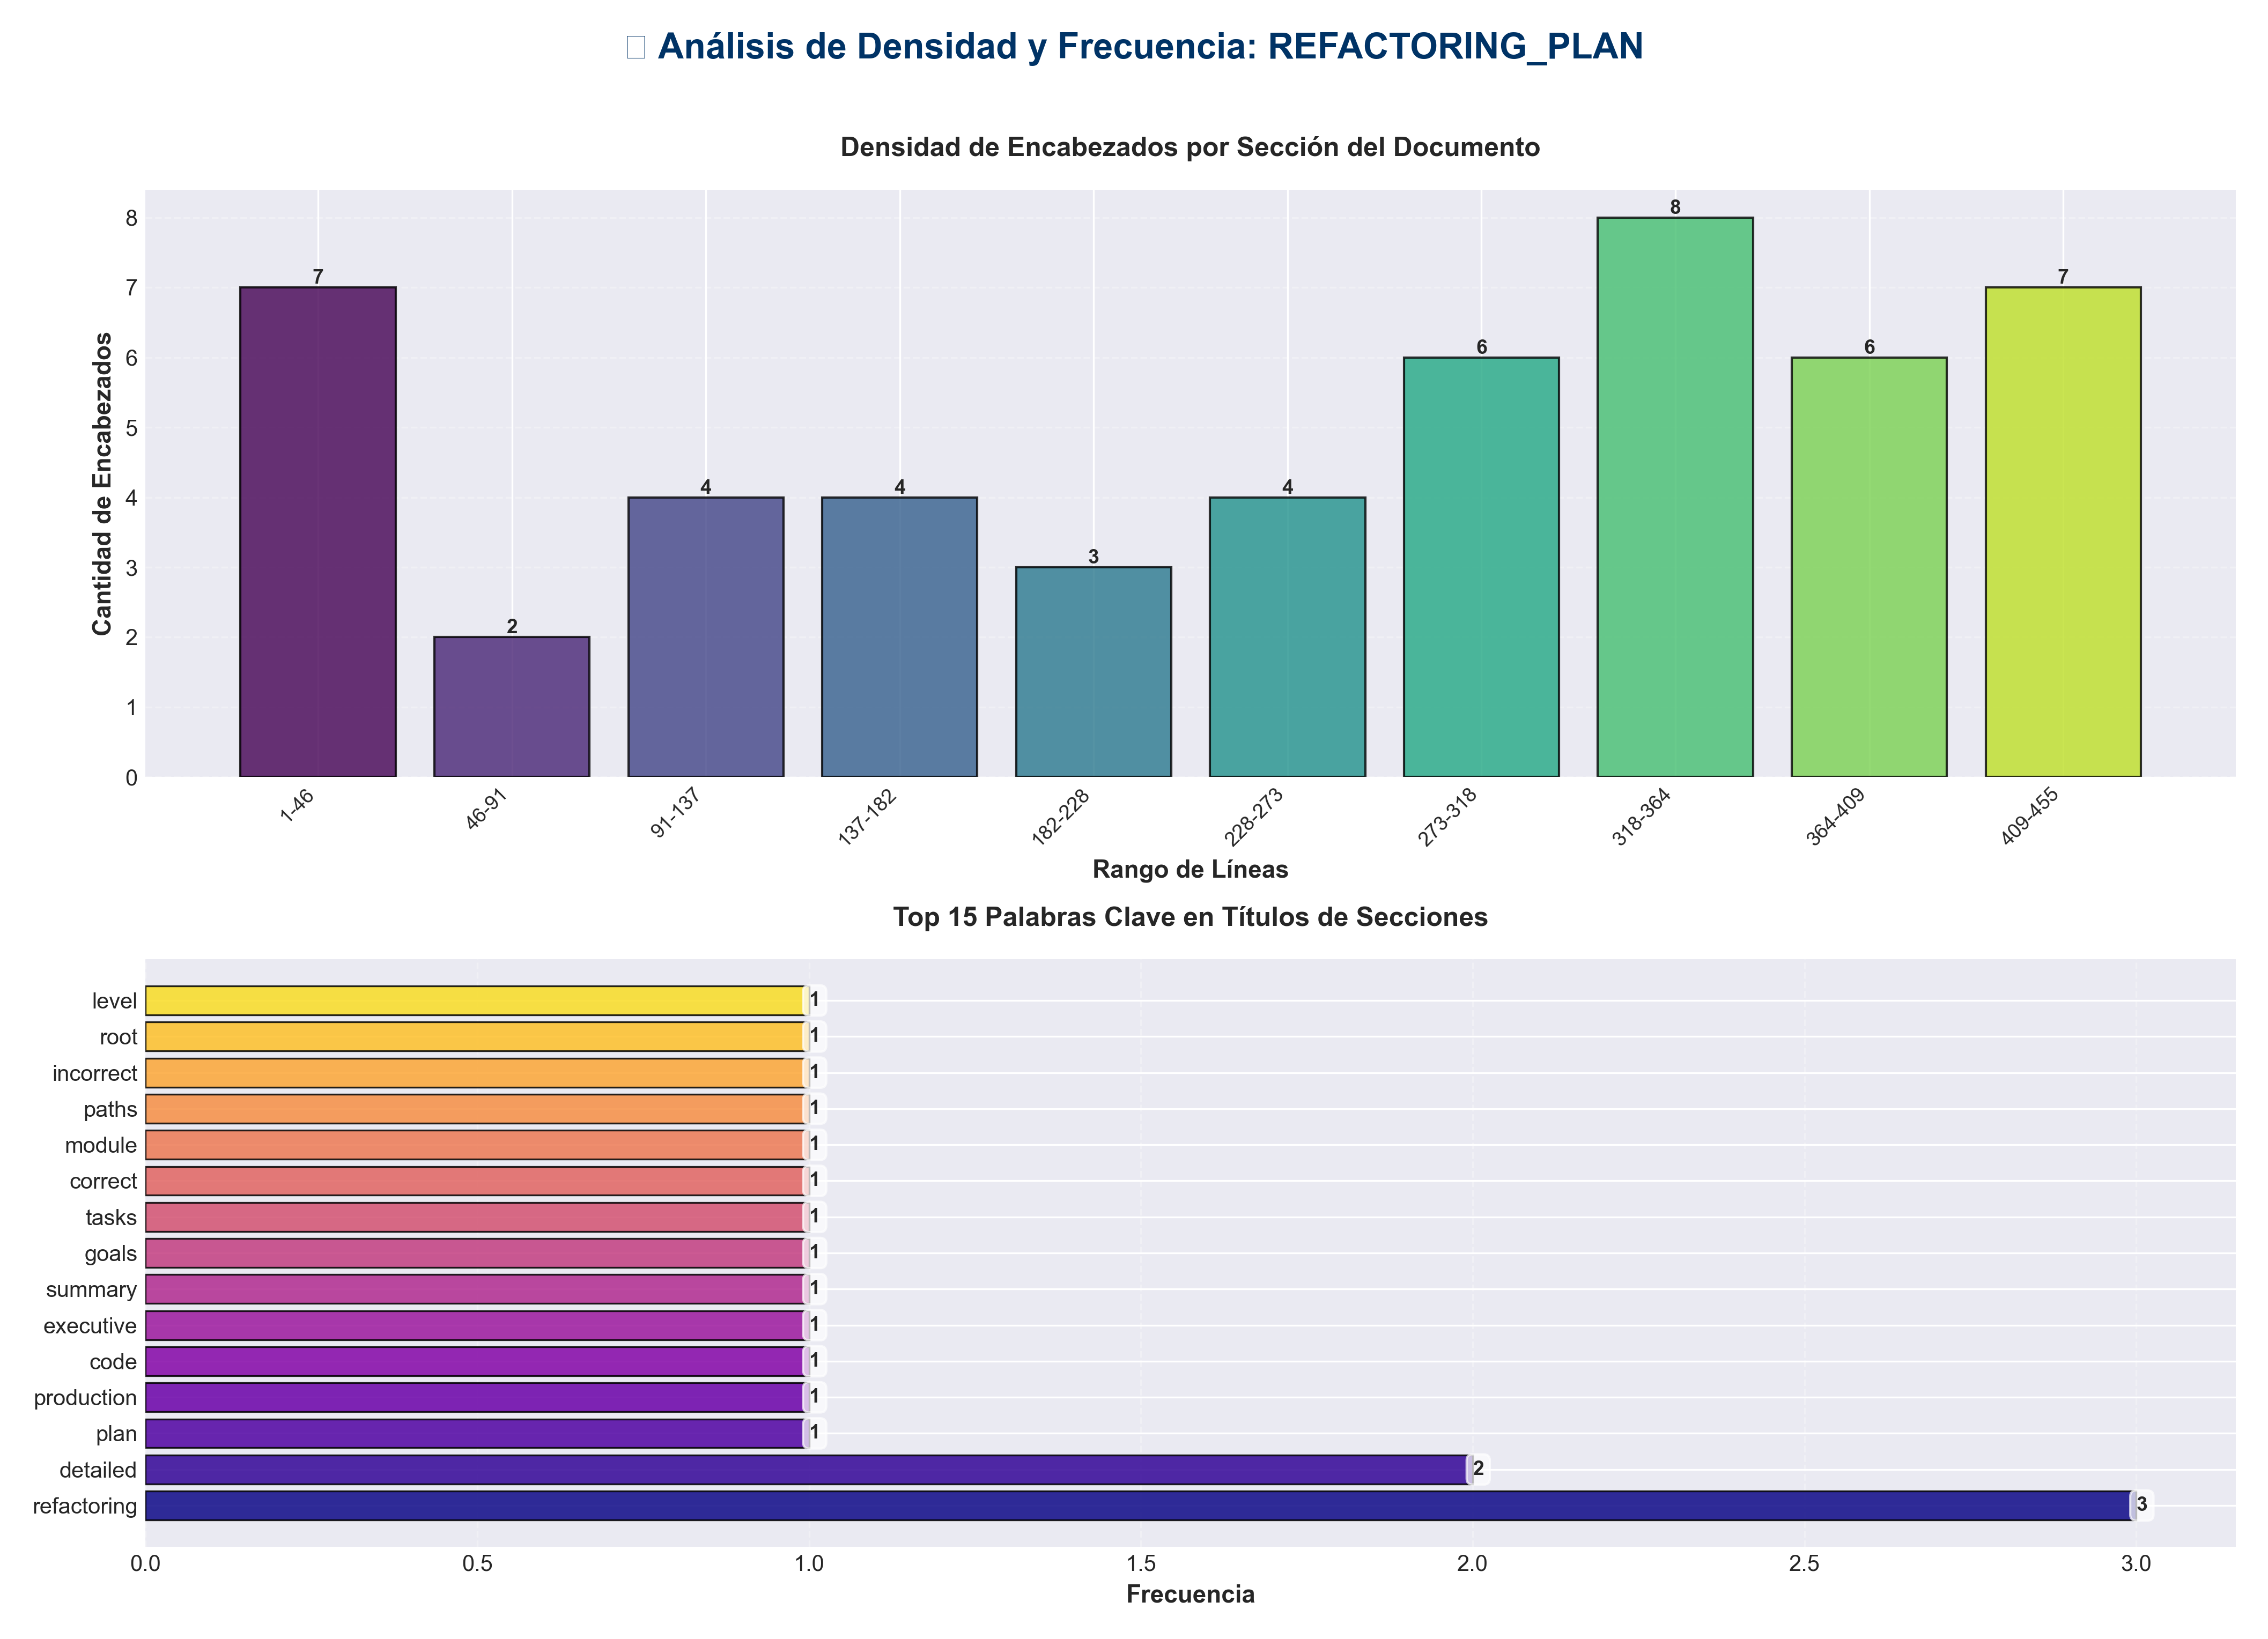 Análisis de Densidad y Frecuencia: REFACTORING_PLAN
Densidad de Encabezados por Sección del Documento
Cantidad de Encabezados
8
7
6
5
4
3
2
1
0
7
2
4
4
3
4
6
8
6
7
1-46
46-91
91-137
137-182
182-228
228-273
273-318
318-364
364-409
409-455
Rango de Líneas
Top 15 Palabras Clave en Títulos de Secciones
level 1
root 1
incorrect 1
paths 1
module 1
correct 1
tasks 1
goals 1
summary 1
executive 1
code 1
production 1
plan 1
detailed 2
refactoring 3
0.0 0.5 1.0 1.5 2.0 2.5 3.0
Frecuencia